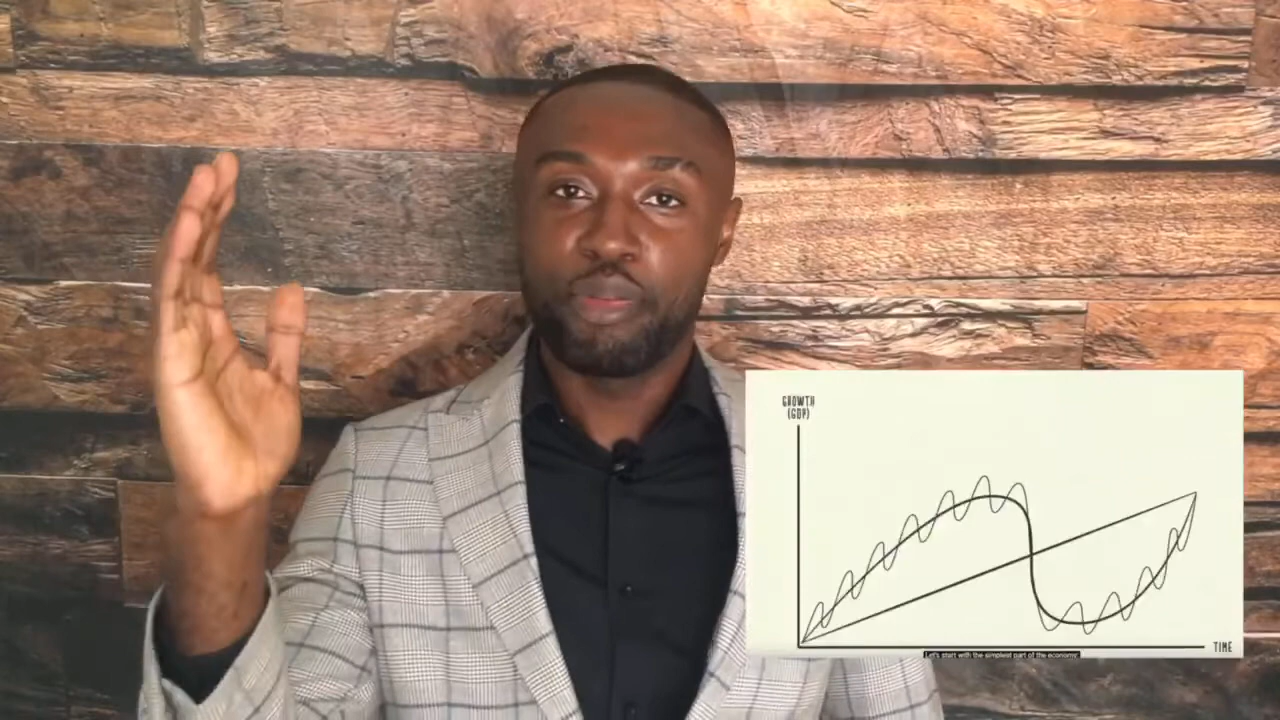 GROWTH
(GDP)
TIME
Let's start with the simplest part of the economy: